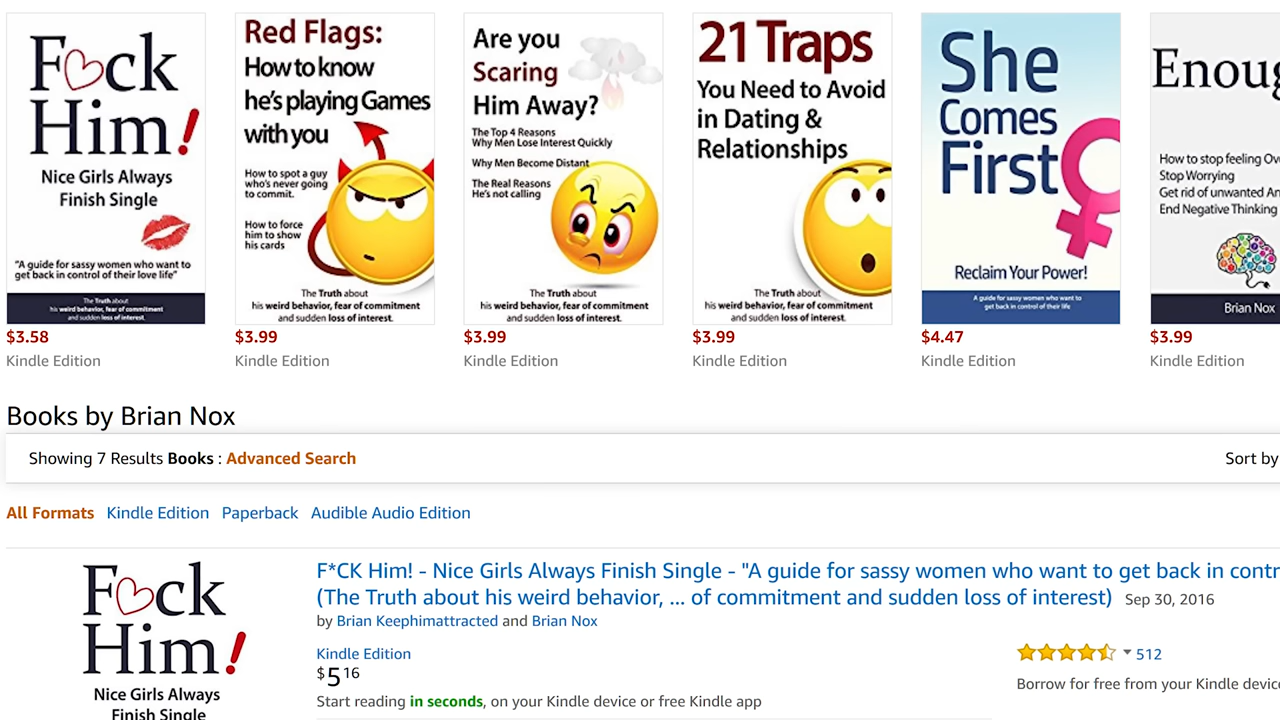 F♡ck
Him!
Nice Girls Always
Finish Single
"A guide for sassy women who want to
get back in control of their love life"
The Truth about
his weird behavior, fear of commitment
and sudden loss of interest.
$3.58
Kindle Edition
Red Flags:
How to know
he's playing Games
with you
How to spot a guy
who's never going
to commit.
How to force
him to show
his cards
The Truth about
his weird behavior, fear of commitment
and sudden loss of interest.
$3.99
Kindle Edition
Are you
Scaring
Him Away?
The Top 4 Reasons
Why Men Lose Interest Quickly
Why Men Become Distant
The Real Reasons
He's not calling
The Truth about
his weird behavior, fear of commitment
and sudden loss of interest.
$3.99
Kindle Edition
21 Traps
You Need to Avoid
in Dating &
Relationships
The Truth about
his weird behavior, fear of commitment
and sudden loss of interest.
$3.99
Kindle Edition
She
Comes
First
Reclaim Your Power!
A guide for sassy women who want to
get back in control of their life
$4.47
Kindle Edition
Enoug
How to stop feeling Ov
Stop Worrying
Get rid of unwanted An
End Negative Thinking
Brian Nox
$3.99
Kindle Edition
Books by Brian Nox
Showing 7 Results Books : Advanced Search
Sort by
All Formats Kindle Edition Paperback Audible Audio Edition
F♡ck
Him!
Nice Girls Always
Finish Single
F*CK Him! - Nice Girls Always Finish Single - "A guide for sassy women who want to get back in contr
(The Truth about his weird behavior, ... of commitment and sudden loss of interest) Sep 30, 2016
by Brian Keephimattracted and Brian Nox
Kindle Edition
$5 16
Start reading in seconds, on your Kindle device or free Kindle app
512
Borrow for free from your Kindle device